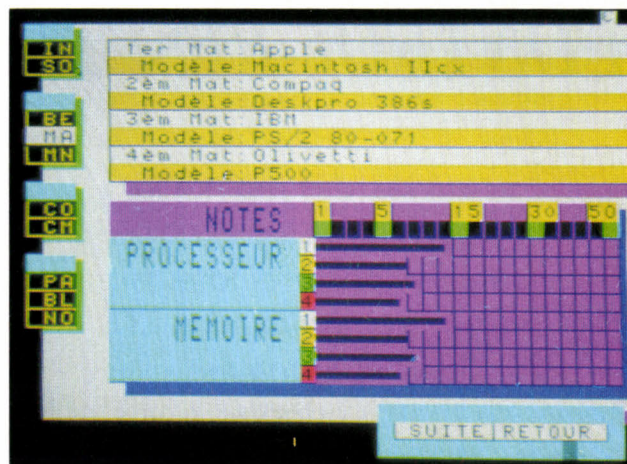 IN
SO
BE
MA
MN
CO
CM
PA
BL
NO
1er Mat:Apple
Modèle:Macintosh IIcx
2èm Mat:Compaq
Modèle:Deskpro 386s
3èm Mat:IBM
Modèle:PS/2 80-071
4èm Mat:Olivetti
Modèle:P500
NOTES 1 5 15 30 50
PROCESSEUR 1
2
3
4
MEMOIRE 1
2
3
4
SUITE RETOUR